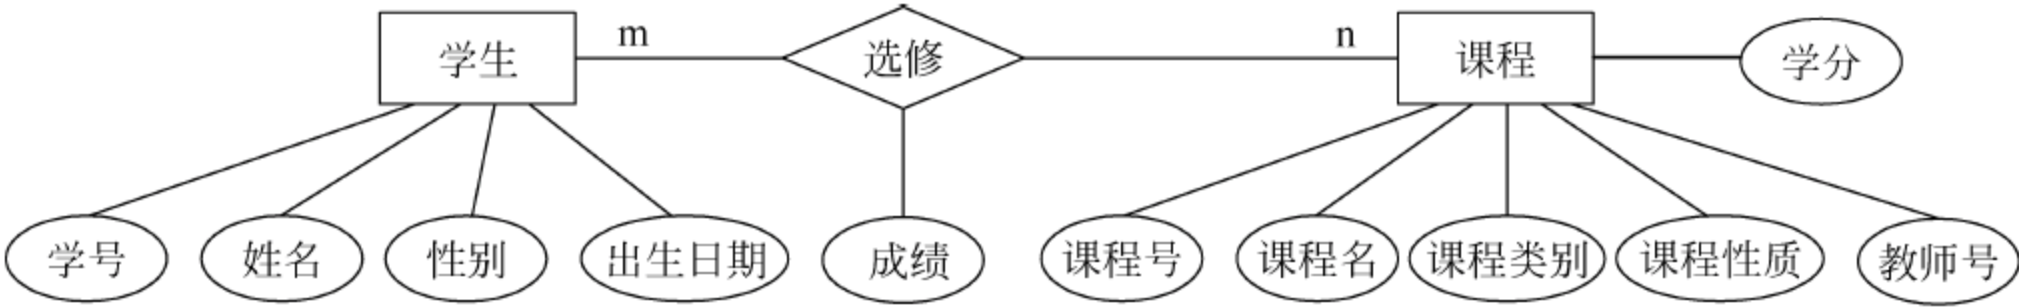 学生 m 选修 n 课程 学分
学号 姓名 性别 出生日期 成绩 课程号 课程名 课程类别 课程性质 教师号